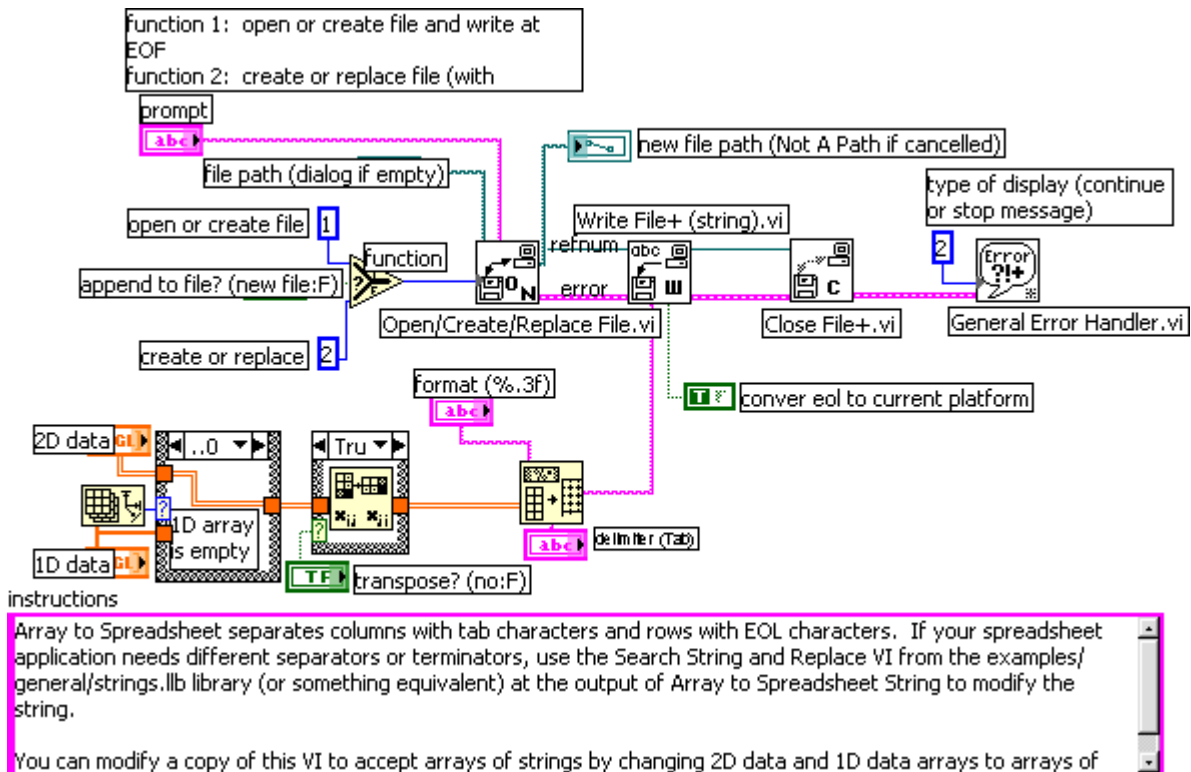 function 1:  open or create file and write at
EOF
function 2:  create or replace file (with
prompt
abc
file path (dialog if empty)
new file path (Not A Path if cancelled)
type of display (continue
or stop message)
open or create file
1
Write File+ (string).vi
refnum
abc
2
Error
?!+
function
append to file? (new file:F)
?
F
O
N
error
W
C
Open/Create/Replace File.vi
Close File+.vi
General Error Handler.vi
create or replace
2
format (%.3f)
abc
T F
conver eol to current platform
2D data
..0
Tru
?
1D array
is empty
?
abc
delimiter (Tab)
1D data
TF
transpose? (no:F)
instructions
Array to Spreadsheet separates columns with tab characters and rows with EOL characters.  If your spreadsheet
application needs different separators or terminators, use the Search String and Replace VI from the examples/
general/strings.llb library (or something equivalent) at the output of Array to Spreadsheet String to modify the
string.
You can modify a copy of this VI to accept arrays of strings by changing 2D data and 1D data arrays to arrays of